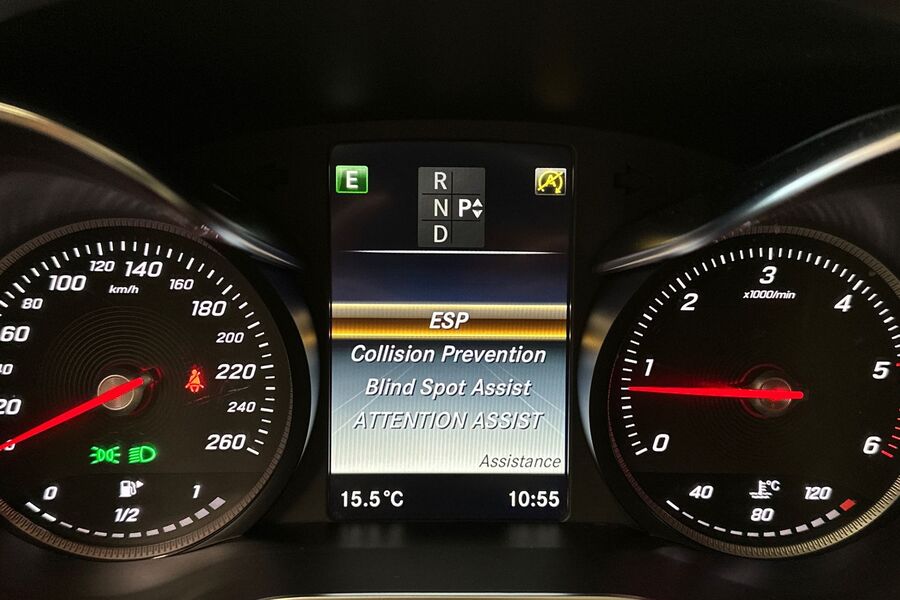 E
R
N P
D
ESP
Collision Prevention
Blind Spot Assist
ATTENTION ASSIST
Assistance
15.5°C 10:55
20
40
60
80
100
120
140
160
180
200
220
240
260
km/h
0 1/2 1
0
1
2
3
4
5
6
x1000/min
40 80 120
°C
A